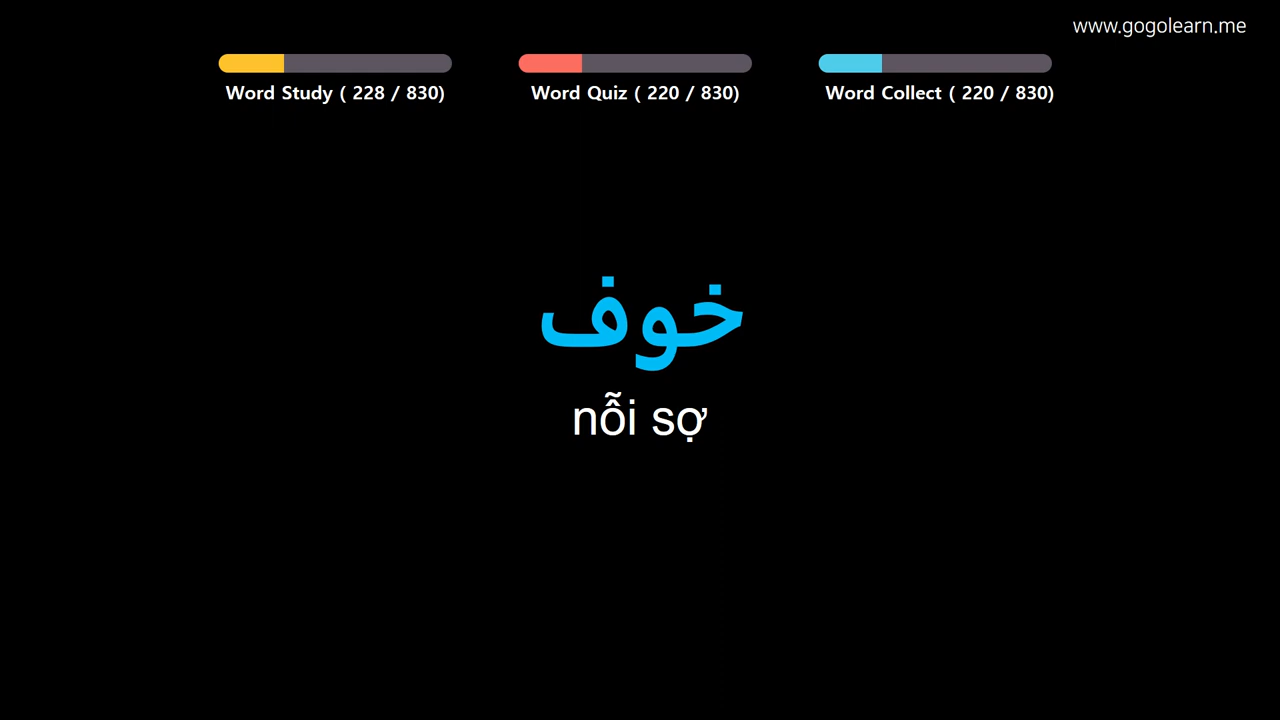 www.gogolearn.me
Word Study ( 228 / 830)
Word Quiz ( 220 / 830)
Word Collect ( 220 / 830)
خوف
nỗi sợ